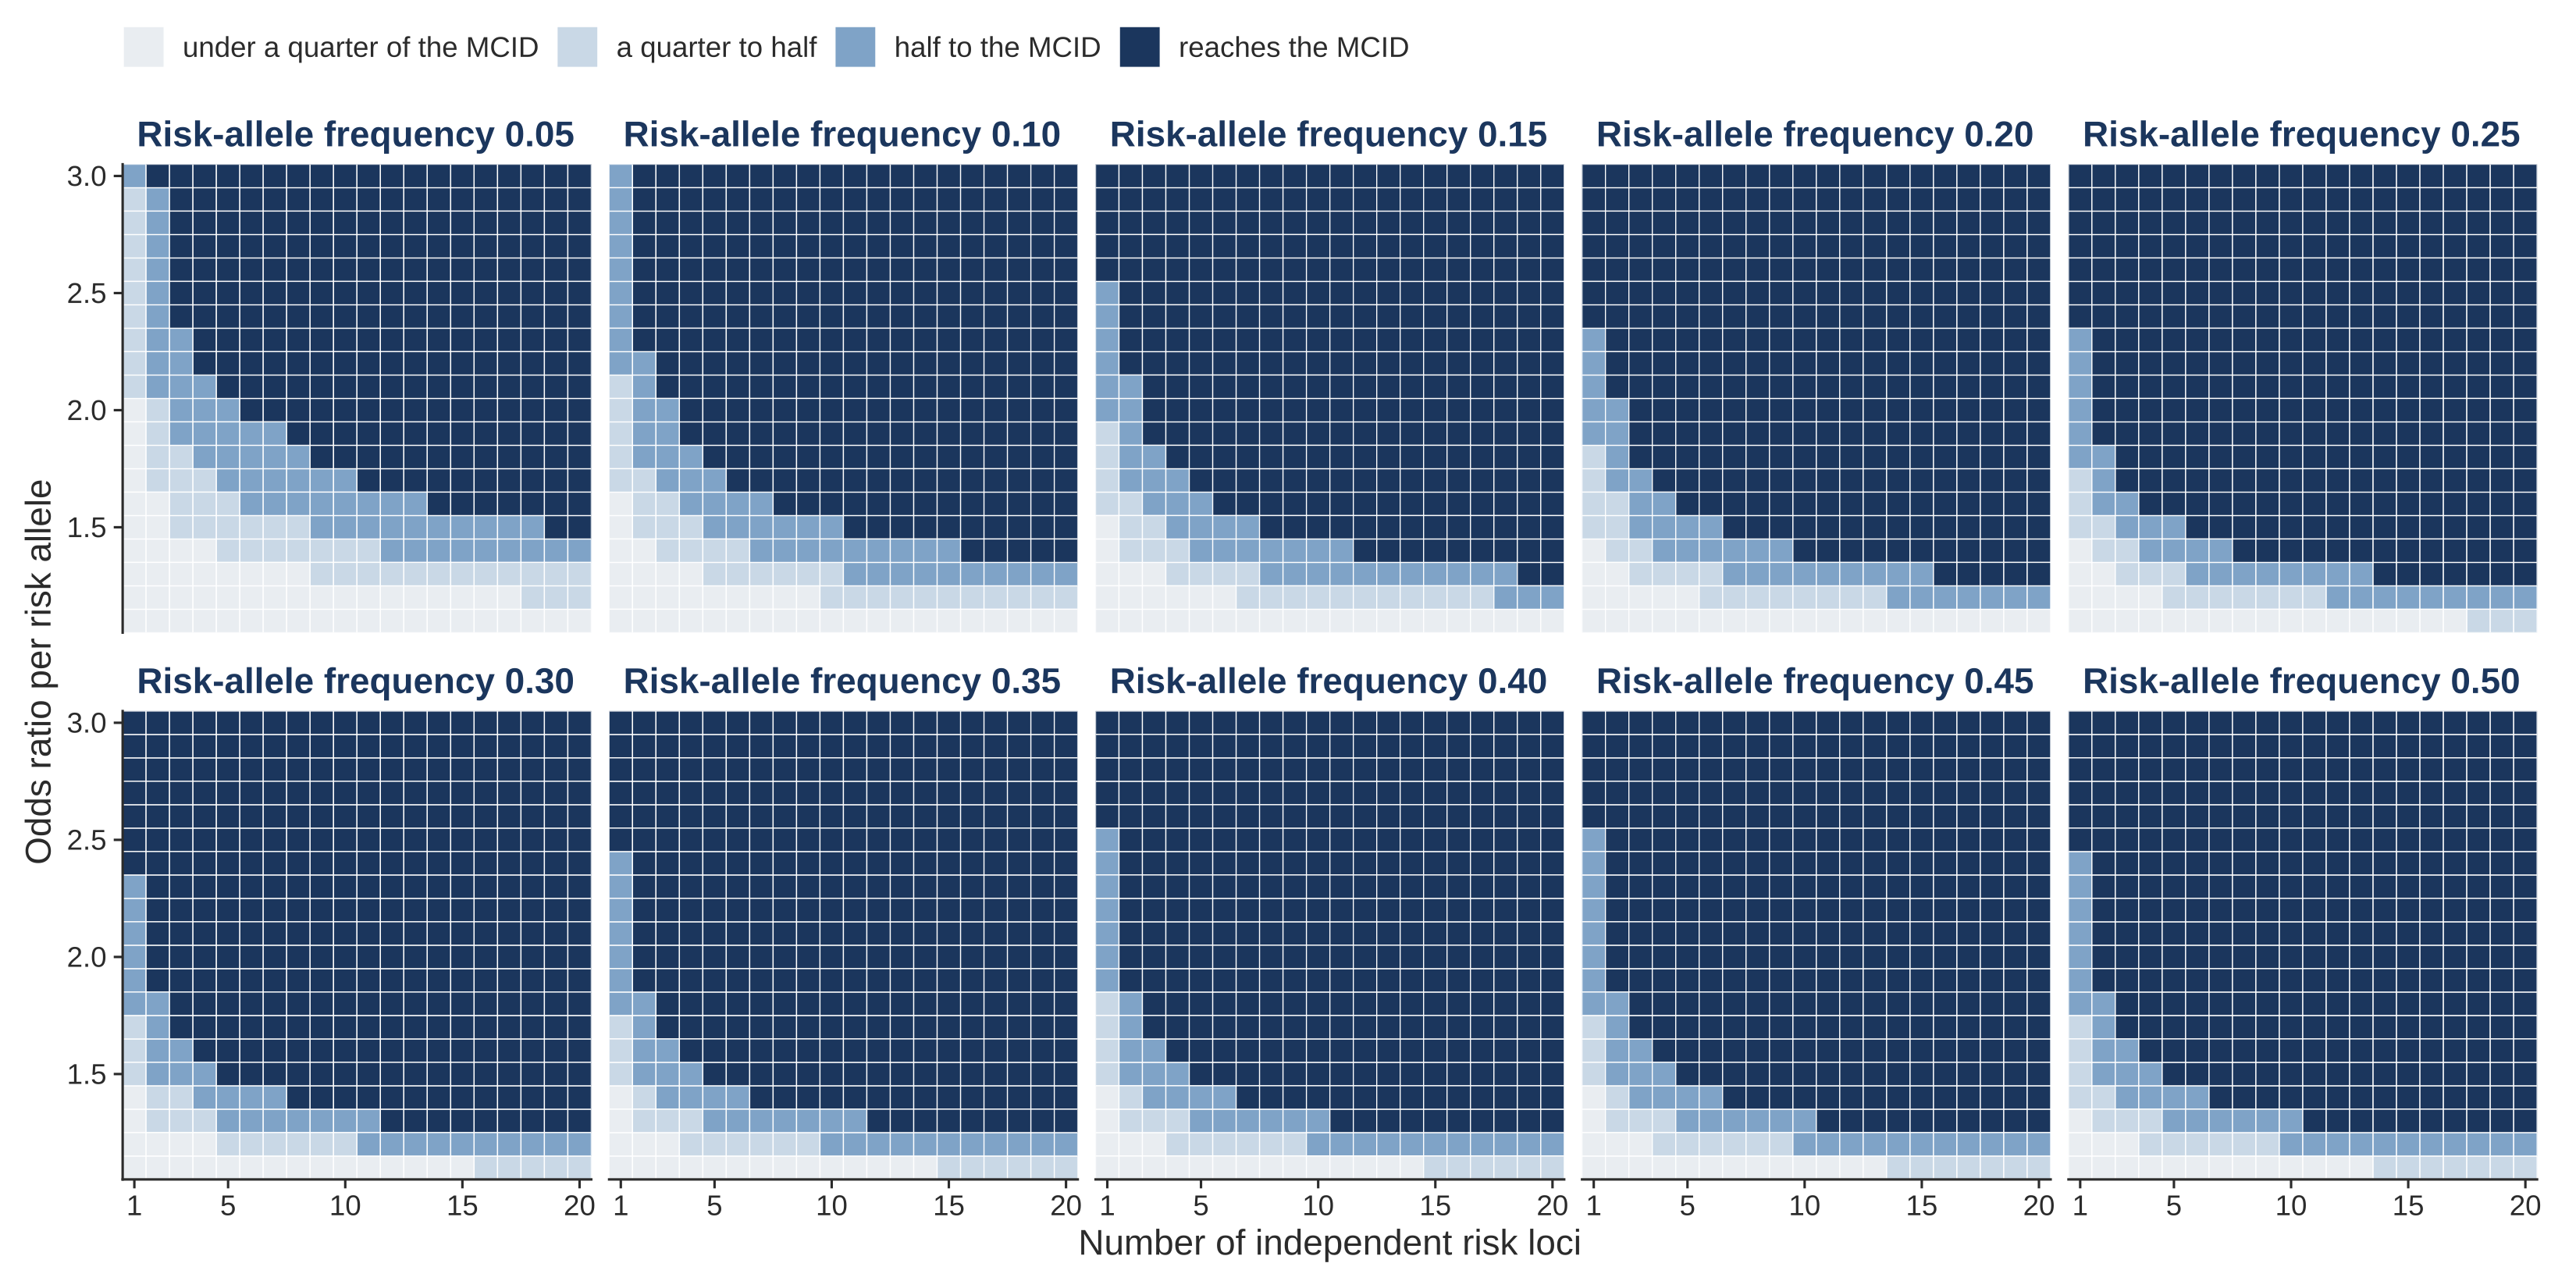 under a quarter of the MCID a quarter to half half to the MCID reaches the MCID
Risk-allele frequency 0.05 Risk-allele frequency 0.10 Risk-allele frequency 0.15 Risk-allele frequency 0.20 Risk-allele frequency 0.25
3.0
2.5
2.0
1.5
Odds ratio per risk allele
Risk-allele frequency 0.30 Risk-allele frequency 0.35 Risk-allele frequency 0.40 Risk-allele frequency 0.45 Risk-allele frequency 0.50
3.0
2.5
2.0
1.5
1 5 10 15 20 1 5 10 15 20 1 5 10 15 20 1 5 10 15 20 1 5 10 15 20
Number of independent risk loci